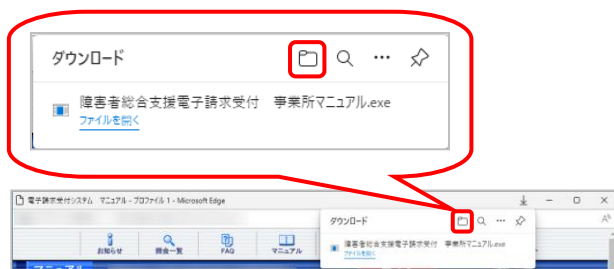 ダウンロード
障害者総合支援電子請求受付　事業所マニュアル.exe
ファイルを開く
電子請求受付システム マニュアル - プロファイル 1 - Microsoft Edge
ダウンロード
障害者総合支援電子請求受付　事業所マニュアル.exe
ファイルを開く
お知らせ
照会一覧
FAQ
マニュアル
マニュアル